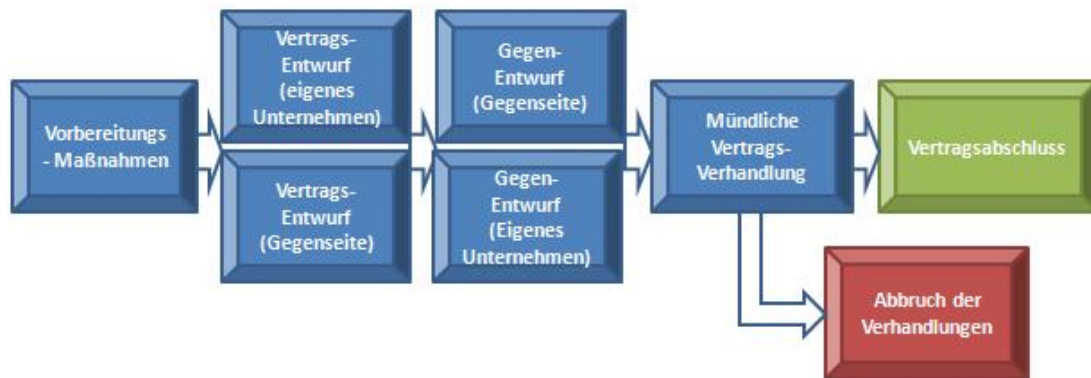 Vorbereitungs
- Maßnahmen
Vertrags-
Entwurf
(eigenes
Unternehmen)
Vertrags-
Entwurf
(Gegenseite)
Gegen-
Entwurf
(Gegenseite)
Gegen-
Entwurf
(Eigenes
Unternehmen)
Mündliche
Vertrags-
Verhandlung
Vertragsabschluss
Abbruch der
Verhandlungen